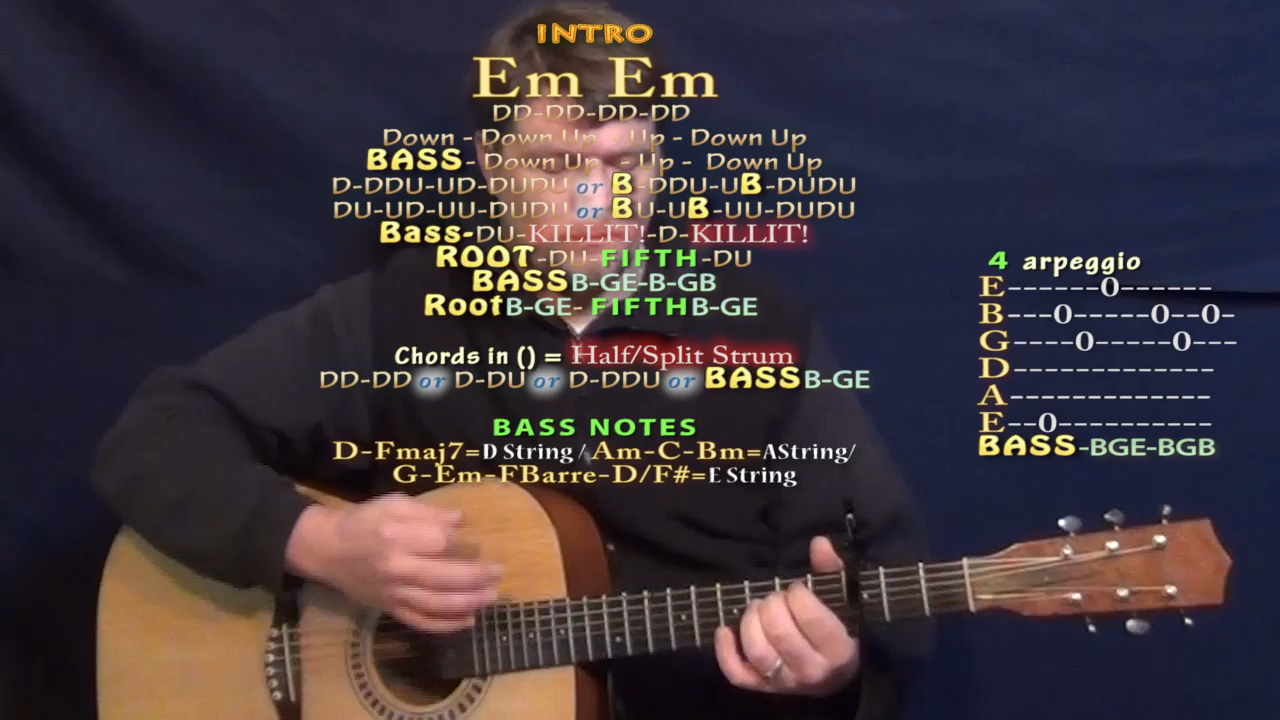 INTRO
Em Em
DD-DD-DD-DD
Down - Down Up - Up - Down Up
BASS - Down Up - Up - Down Up
D-DDU-UD-DUDU or B-DDU-UB-DUDU
DU-UD-UU-DUDU or BU-UB-UU-DUDU
Bass-DU-KILLIT!-D-KILLIT!
ROOT-DU-FIFTH-DU
BASSB-GE-B-GB
RootB-GE- FIFTHB-GE
Chords in () = Half/Split Strum
DD-DD or D-DU or D-DDU or BASSB-GE
BASS NOTES
D-Fmaj7=D String / Am-C-Bm=AString/
G-Em-FBarre-D/F#=E String
4 arpeggio
E------0------
B---0-----0--0-
G----0-----0---
D-------------
A-------------
E--0----------
BASS-BGE-BGB